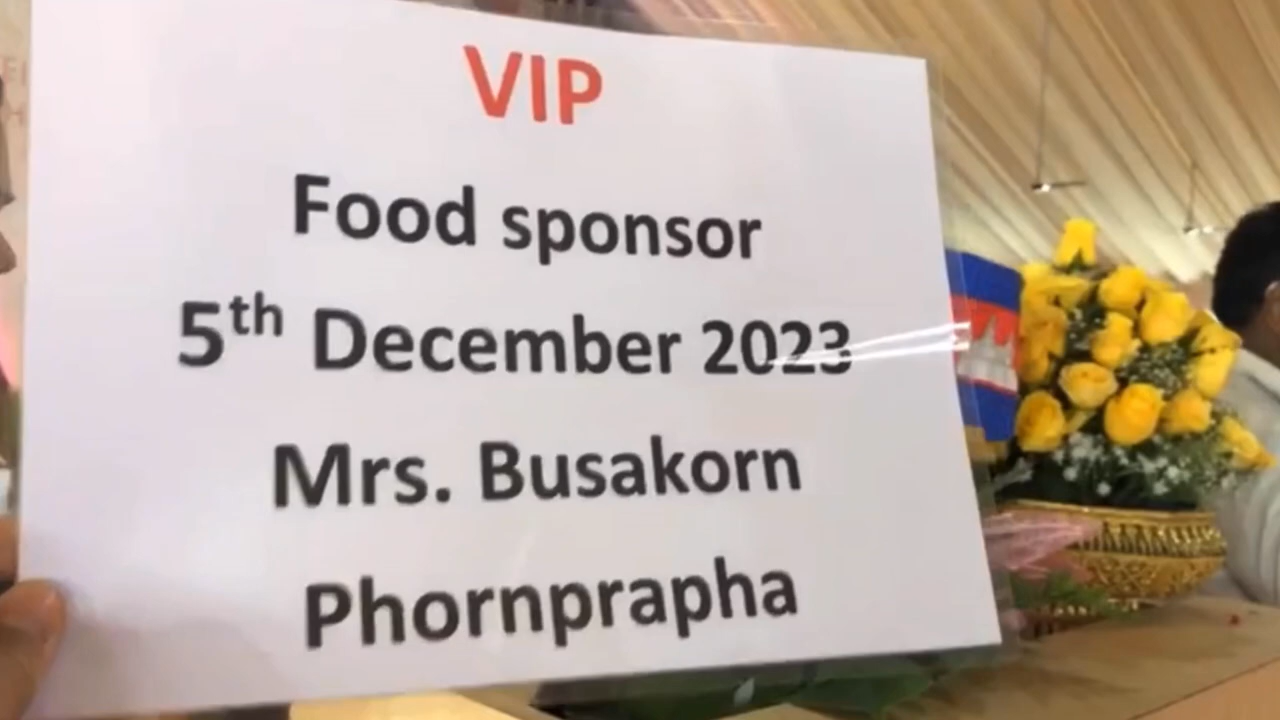 VIP
Food sponsor
5th December 2023
Mrs. Busakorn
Phornprapha